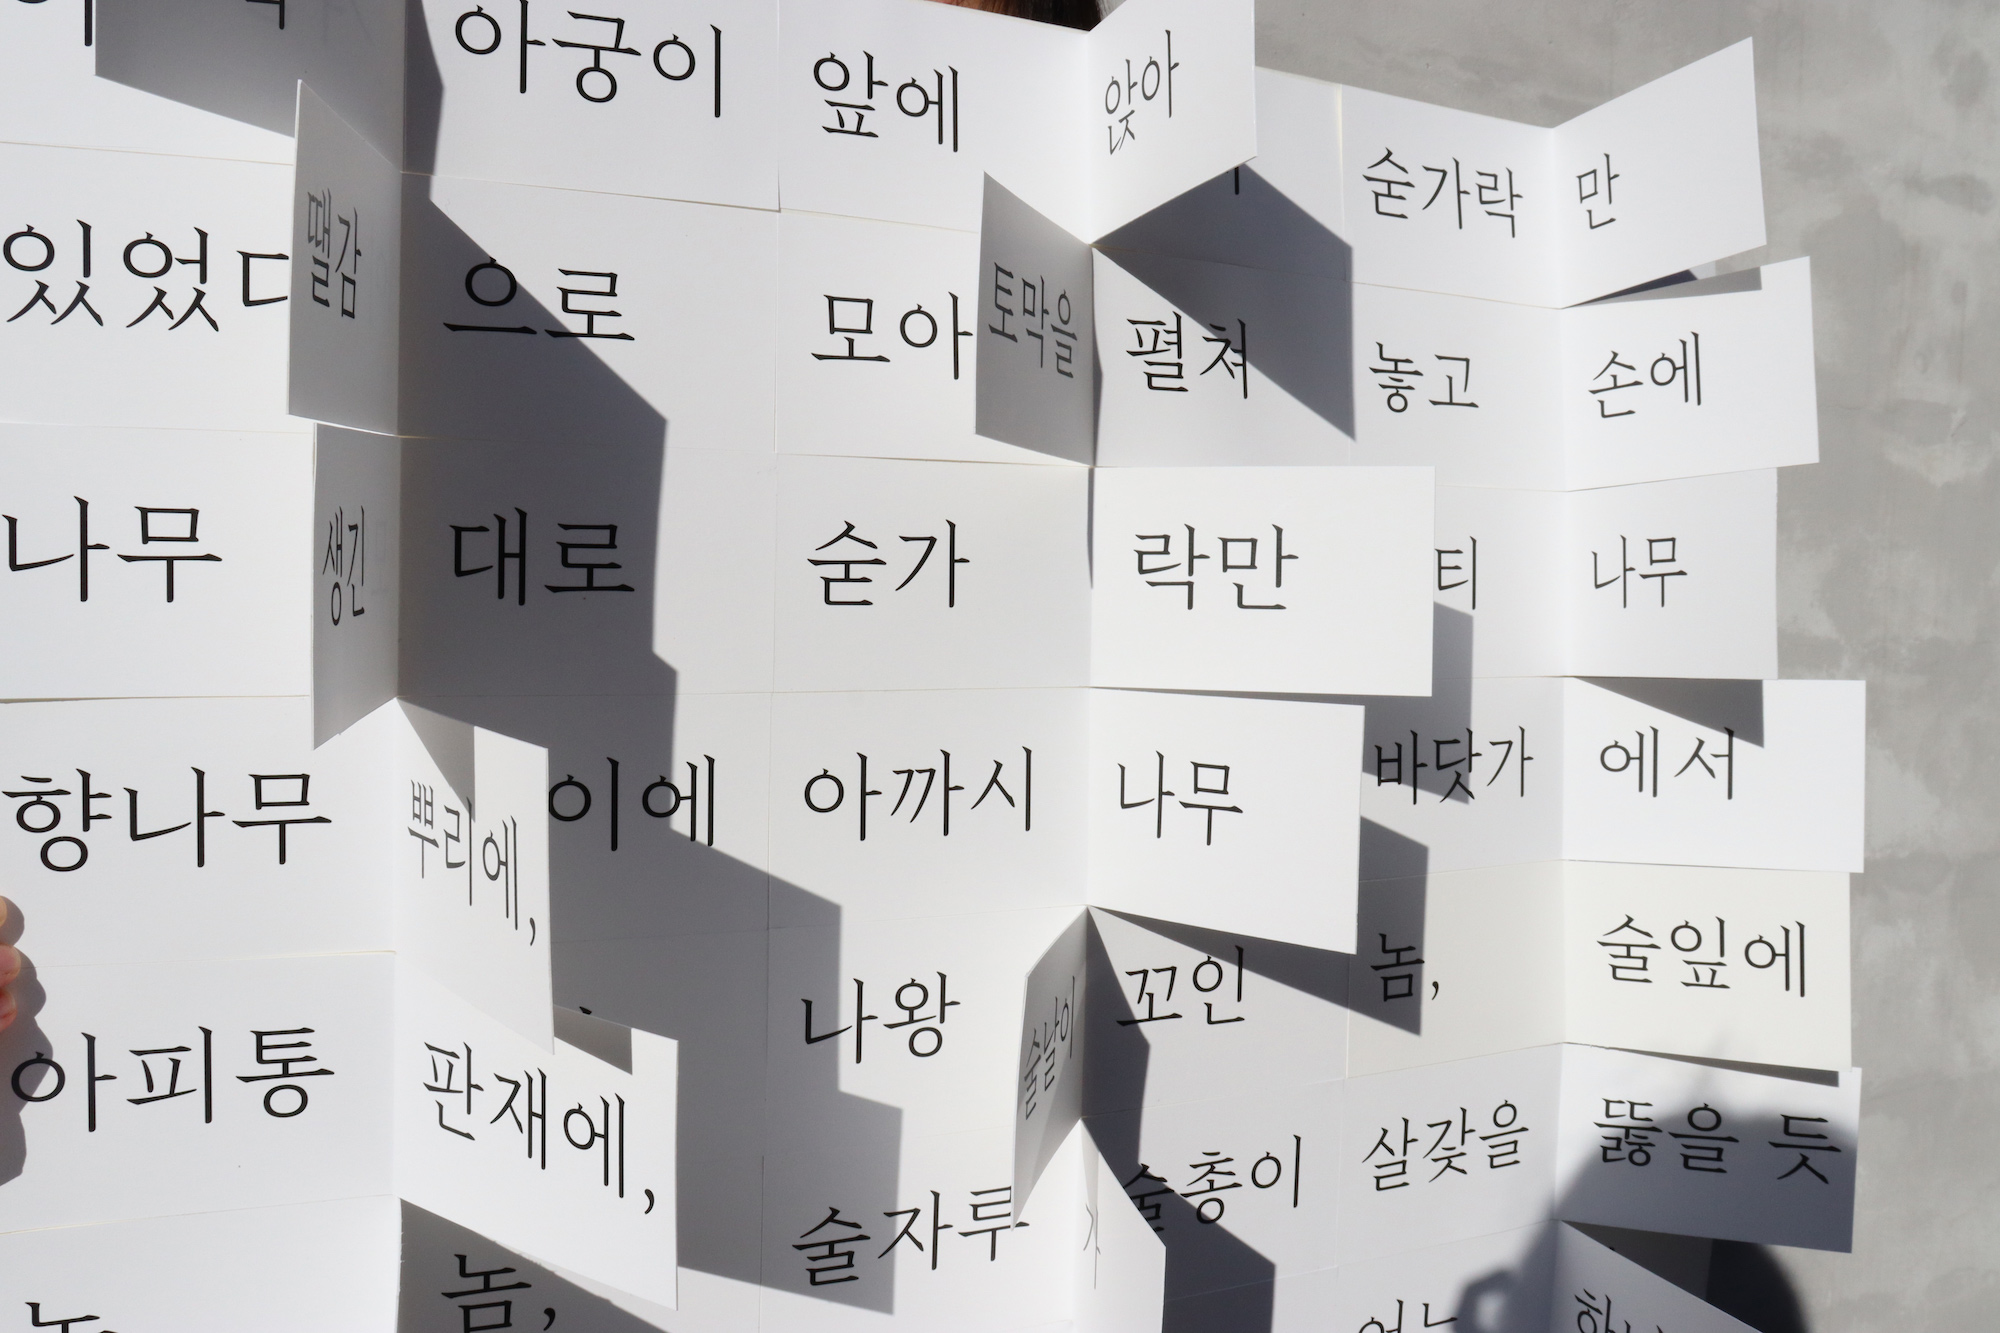 아궁이 앞에 앉아 숟가락 만
있었다 땔감 으로 모아 토막을 펼쳐 놓고 손에
나무 생긴 대로 숟가 락만 티 나무
향나무 뿌리에, 이에 아까시 나무 바닷가 에서
나왕 꼬인 놈, 술잎에
아피통 판재에, 술날이
술자루 술총이 살갗을 뚫을 듯
놈,